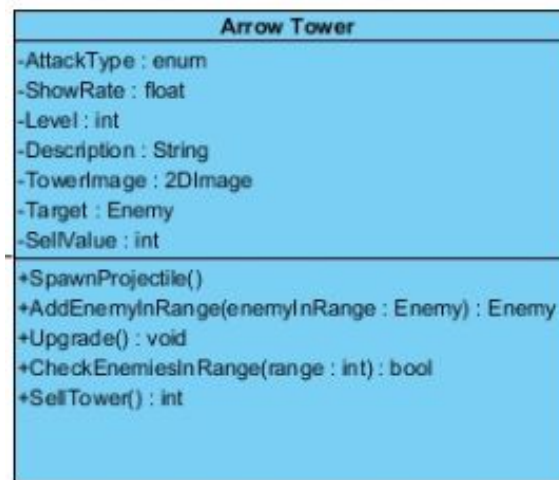 Arrow Tower
-AttackType : enum
-ShowRate : float
-Level : int
-Description : String
-TowerImage : 2DImage
-Target : Enemy
-SellValue : int
+SpawnProjectile()
+AddEnemyInRange(enemyInRange : Enemy) : Enemy
+Upgrade() : void
+CheckEnemiesInRange(range : int) : bool
+SellTower() : int